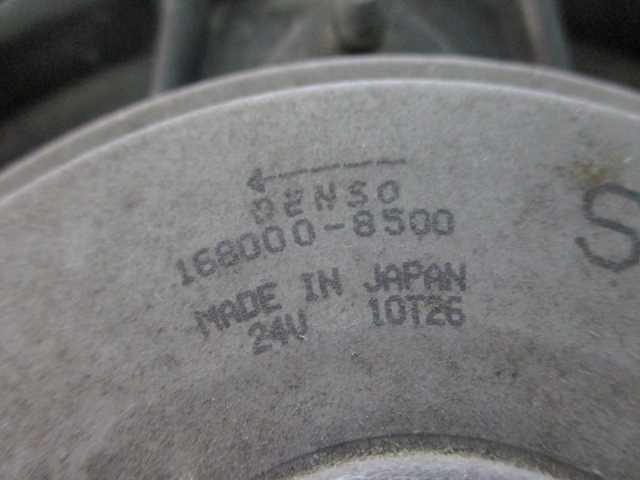 DENSO
168000-8500
MADE IN JAPAN
24V 10T26
S